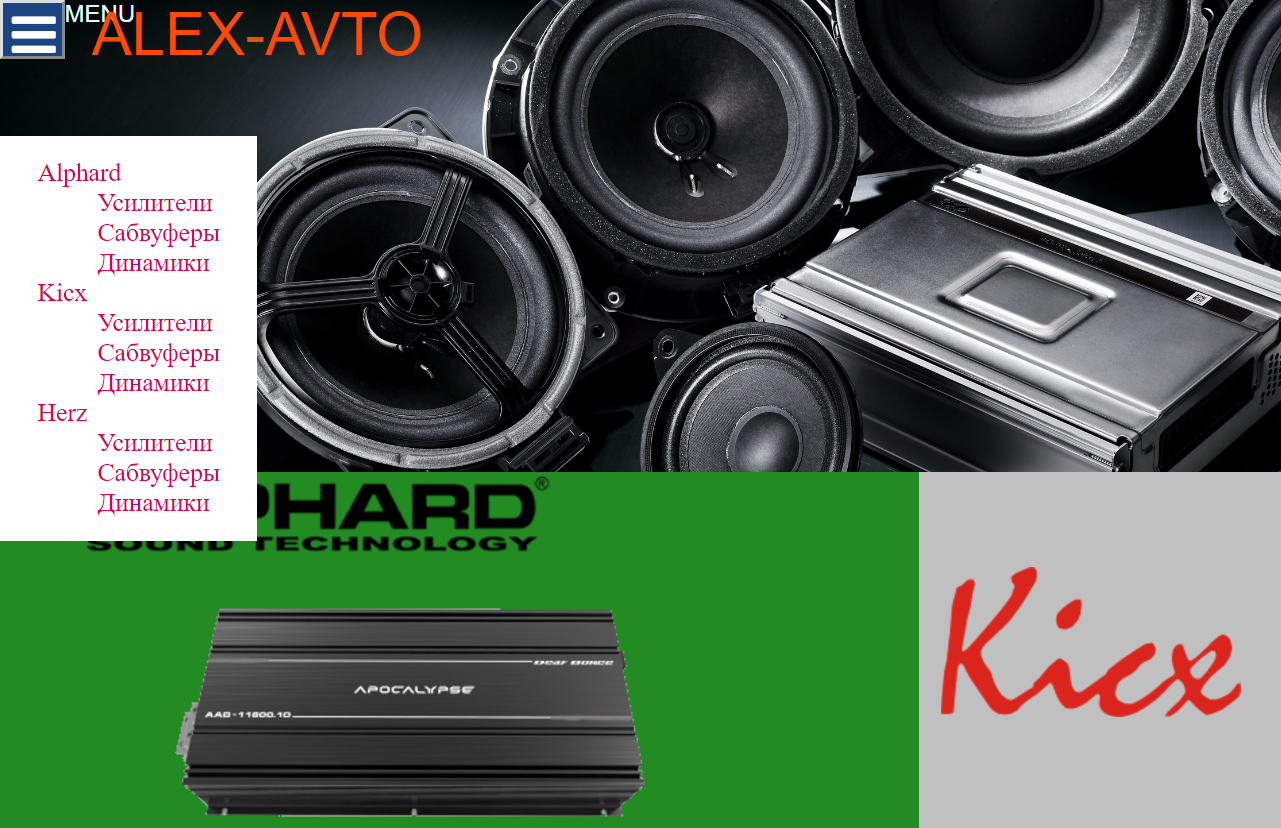 MENU
ALEX-AVTO
Alphard
Усилители
Сабвуферы
Динамики
Kicx
Усилители
Сабвуферы
Динамики
Herz
Усилители
Сабвуферы
Динамики
PHARD®
SOUND TECHNOLOGY
Kicx
APOCALYPSE